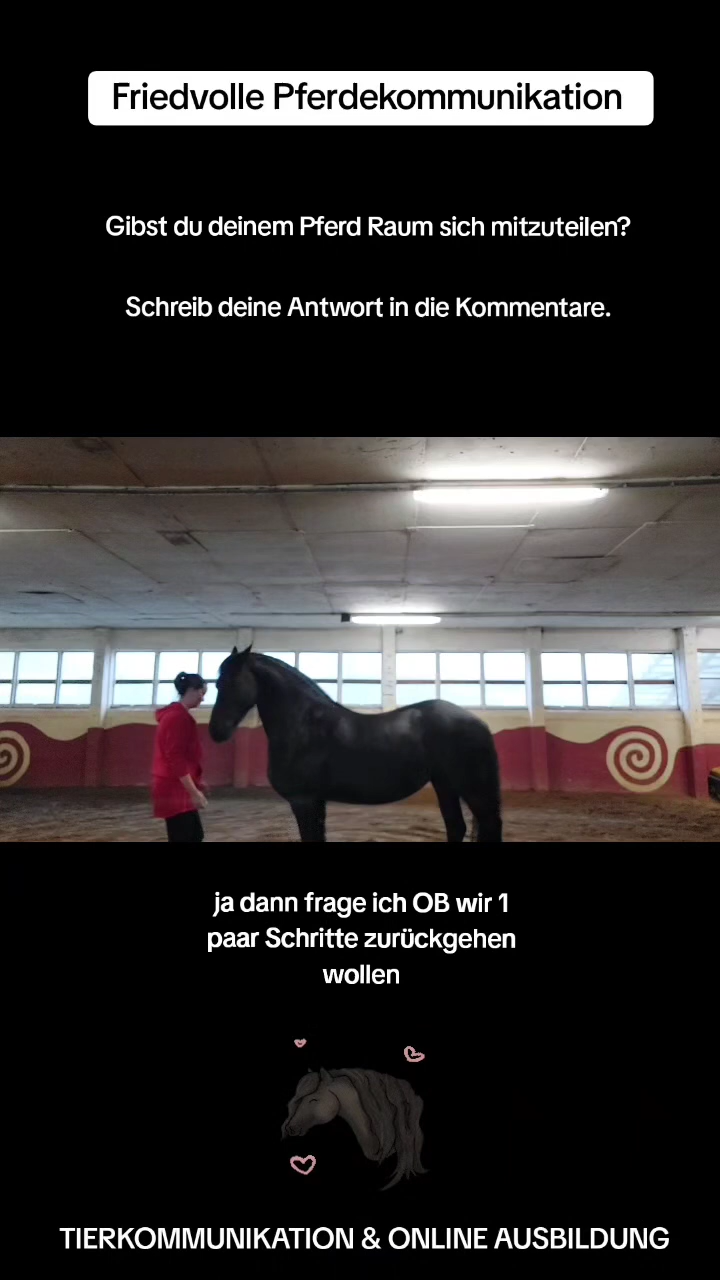 Friedvolle Pferdekommunikation
Gibst du deinem Pferd Raum sich mitzuteilen?
Schreib deine Antwort in die Kommentare.
ja dann frage ich OB wir 1
paar Schritte zurückgehen
wollen
TIERKOMMUNIKATION & ONLINE AUSBILDUNG